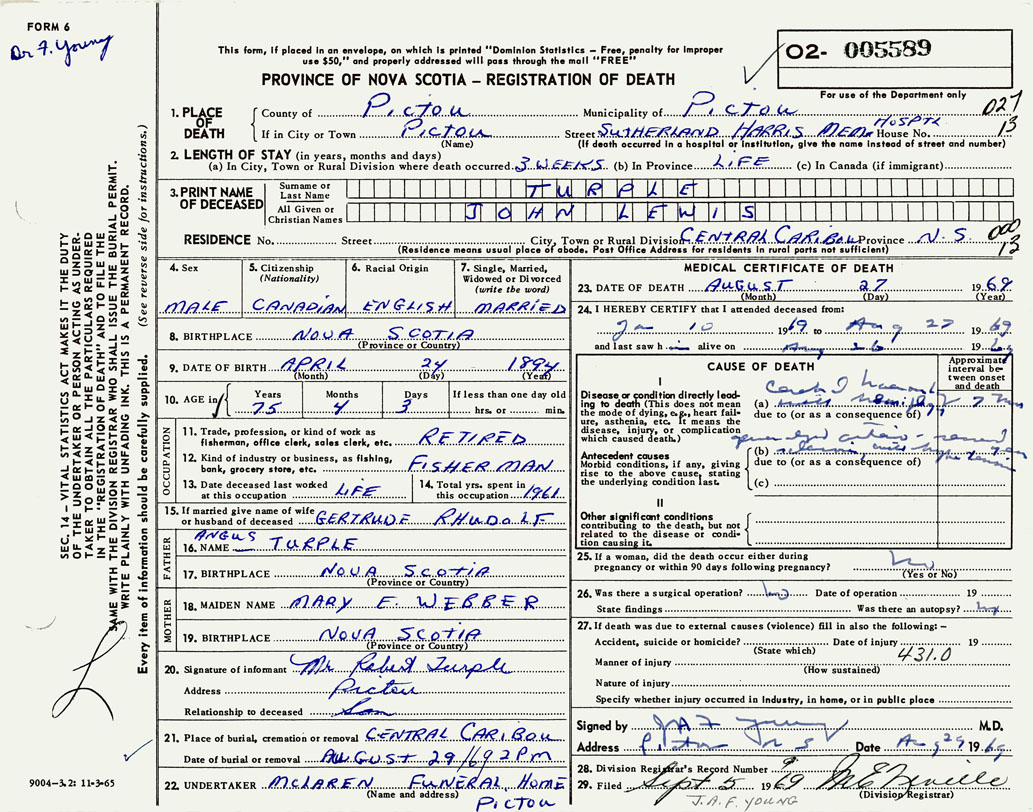 FORM 6
Dr F. Young
This form, if placed in an envelope, on which is printed "Dominion Statistics – Free, penalty for improper
use $50," and properly addressed will pass through the mail "FREE"
PROVINCE OF NOVA SCOTIA – REGISTRATION OF DEATH
02- 005589
For use of the Department only
027
13
1. PLACE OF DEATH
County of PICTOU Municipality of PICTOU
If in City or Town PICTOU Street SUTHERLAND HARRIS MEM HOSPTL House No.
(Name) (If death occurred in a hospital or institution, give the name instead of street and number)
2. LENGTH OF STAY (in years, months and days)
(a) In City, Town or Rural Division where death occurred 3 WEEKS (b) In Province LIFE (c) In Canada (if immigrant)
3. PRINT NAME OF DECEASED
Surname or Last Name TURPLE
All Given or Christian Names JOHN LEWIS
RESIDENCE No. Street City, Town or Rural Division CENTRAL CARIBOU Province N.S
000
13
(Residence means usual place of abode. Post Office Address for residents in rural parts not sufficient)
4. Sex
MALE
5. Citizenship (Nationality)
CANADIAN
6. Racial Origin
ENGLISH
7. Single, Married, Widowed or Divorced (write the word)
MARRIED
8. BIRTHPLACE NOVA SCOTIA
(Province or Country)
9. DATE OF BIRTH APRIL 24 1894
(Month) (Day) (Year)
10. AGE in Years Months Days If less than one day old
75 4 3 hrs. or min.
OCCUPATION
11. Trade, profession, or kind of work as
fisherman, office clerk, sales clerk, etc. RETIRED
12. Kind of industry or business, as fishing,
bank, grocery store, etc. FISHER MAN
13. Date deceased last worked
at this occupation LIFE
14. Total yrs. spent in
this occupation 1961
15. If married give name of wife
or husband of deceased GERTRUDE RHUDOLF
FATHER
16. NAME ANGUS TURPLE
17. BIRTHPLACE NOVA SCOTIA
(Province or Country)
MOTHER
18. MAIDEN NAME MARY E. WEBBER
19. BIRTHPLACE NOVA SCOTIA
(Province or Country)
20. Signature of informant Mr. Robert Turple
Address Pictou
Relationship to deceased Son
21. Place of burial, cremation or removal CENTRAL CARIBOU
Date of burial or removal AUGUST 29/69 2PM
22. UNDERTAKER MCLAREN FUNERAL HOME
(Name and address) PICTOU
MEDICAL CERTIFICATE OF DEATH
23. DATE OF DEATH AUGUST 27 1969
(Month) (Day) (Year)
24. I HEREBY CERTIFY that I attended deceased from:
Jan 10 1969 to Aug 27 1969
and last saw him alive on Aug 26 1969
CAUSE OF DEATH
Approximate interval between onset and death
I
Disease or condition directly leading to death (This does not mean
the mode of dying, e.g., heart failure, asthenia, etc. It means the
disease, injury, or complication
which caused death.)
(a)
due to (or as a consequence of)
Antecedent causes
Morbid conditions, if any, giving
rise to the above cause, stating
the underlying condition last.
(b)
due to (or as a consequence of)
(c)
II
Other significant conditions
contributing to the death, but not
related to the disease or condition causing it.
25. If a woman, did the death occur either during
pregnancy or within 90 days following pregnancy? No
(Yes or No)
26. Was there a surgical operation? No Date of operation 19
State findings Was there an autopsy? No
27. If death was due to external causes (violence) fill in also the following: –
Accident, suicide or homicide? Date of injury 19
(State which) 431.0
Manner of injury
(How sustained)
Nature of injury
Specify whether injury occurred in Industry, in home, or in public place
Signed by J A F Young M.D.
Address Pictou N S Date Aug 29 1969
28. Division Registrar's Record Number
29. Filed Sept 5 1969
(Division Registrar)
J.A.F. YOUNG
SEC. 14 – VITAL STATISTICS ACT MAKES IT THE DUTY
OF THE UNDERTAKER OR PERSON ACTING AS UNDERTAKER TO OBTAIN ALL THE PARTICULARS REQUIRED
IN THE "REGISTRATION OF DEATH" AND TO FILE THE
SAME WITH THE DIVISION REGISTRAR WHO SHALL ISSUE THE BURIAL PERMIT.
WRITE PLAINLY WITH UNFADING INK. THIS IS A PERMANENT RECORD.
Every item of information should be carefully supplied. (See reverse side for instructions.)
9004-3.2: 11-3-65